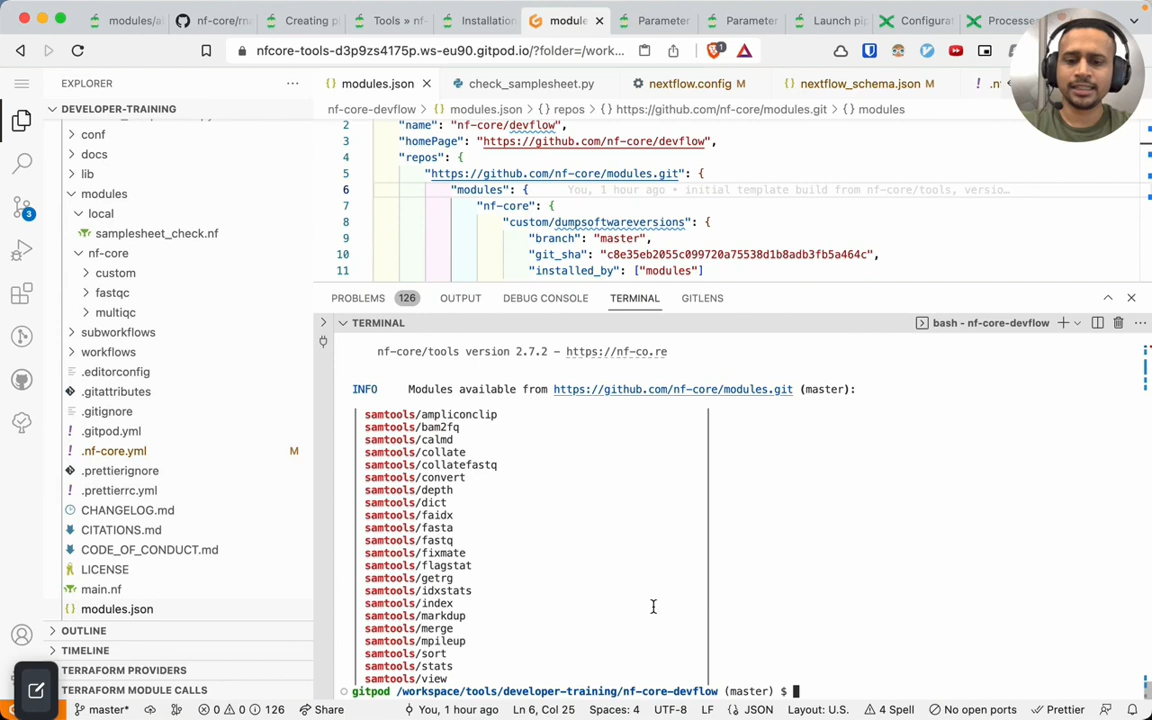 modules/al
nf-core/rna
Creating p
Tools » nf-
Installation
module
Parameter
Parameter
Launch pip
Configurat
Processes
nfcore-tools-d3p9zs4175p.ws-eu90.gitpod.io/?folder=/work...
1
EXPLORER
modules.json
check_samplesheet.py
nextflow.config M
nextflow_schema.json M
DEVELOPER-TRAINING
nf-core-devflow
modules.json
{} repos
https://github.com/nf-core/modules.git
{} modules
conf
docs
lib
modules
local
samplesheet_check.nf
nf-core
custom
fastqc
multiqc
subworkflows
workflows
.editorconfig
.gitattributes
.gitignore
.gitpod.yml
.nf-core.yml M
.prettierignore
.prettierrc.yml
CHANGELOG.md
CITATIONS.md
CODE_OF_CONDUCT.md
LICENSE
main.nf
modules.json
OUTLINE
TIMELINE
TERRAFORM PROVIDERS
TERRAFORM MODULE CALLS
3
2 "name": "nf-core/devflow",
3 "homePage": "https://github.com/nf-core/devflow",
4 "repos": {
5 "https://github.com/nf-core/modules.git": {
6 "modules": { You, 1 hour ago • initial template build from nf-core/tools, versio...
7 "nf-core": {
8 "custom/dumpsoftwareversions": {
9 "branch": "master",
10 "git_sha": "c8e35eb2055c099720a75538d1b8adb3fb5a464c",
11 "installed_by": ["modules"]
PROBLEMS 126 OUTPUT DEBUG CONSOLE TERMINAL GITLENS
TERMINAL
bash - nf-core-devflow
nf-core/tools version 2.7.2 - https://nf-co.re
INFO Modules available from https://github.com/nf-core/modules.git (master):
samtools/ampliconclip
samtools/bam2fq
samtools/calmd
samtools/collate
samtools/collatefastq
samtools/convert
samtools/depth
samtools/dict
samtools/faidx
samtools/fasta
samtools/fastq
samtools/fixmate
samtools/flagstat
samtools/getrg
samtools/idxstats
samtools/index
samtools/markdup
samtools/merge
samtools/mpileup
samtools/sort
samtools/stats
samtools/view
gitpod /workspace/tools/developer-training/nf-core-devflow (master) $
master* 0 0 126 Share You, 1 hour ago Ln 6, Col 25 Spaces: 4 UTF-8 LF {} JSON Layout: U.S. 4 Spell No open ports Prettier